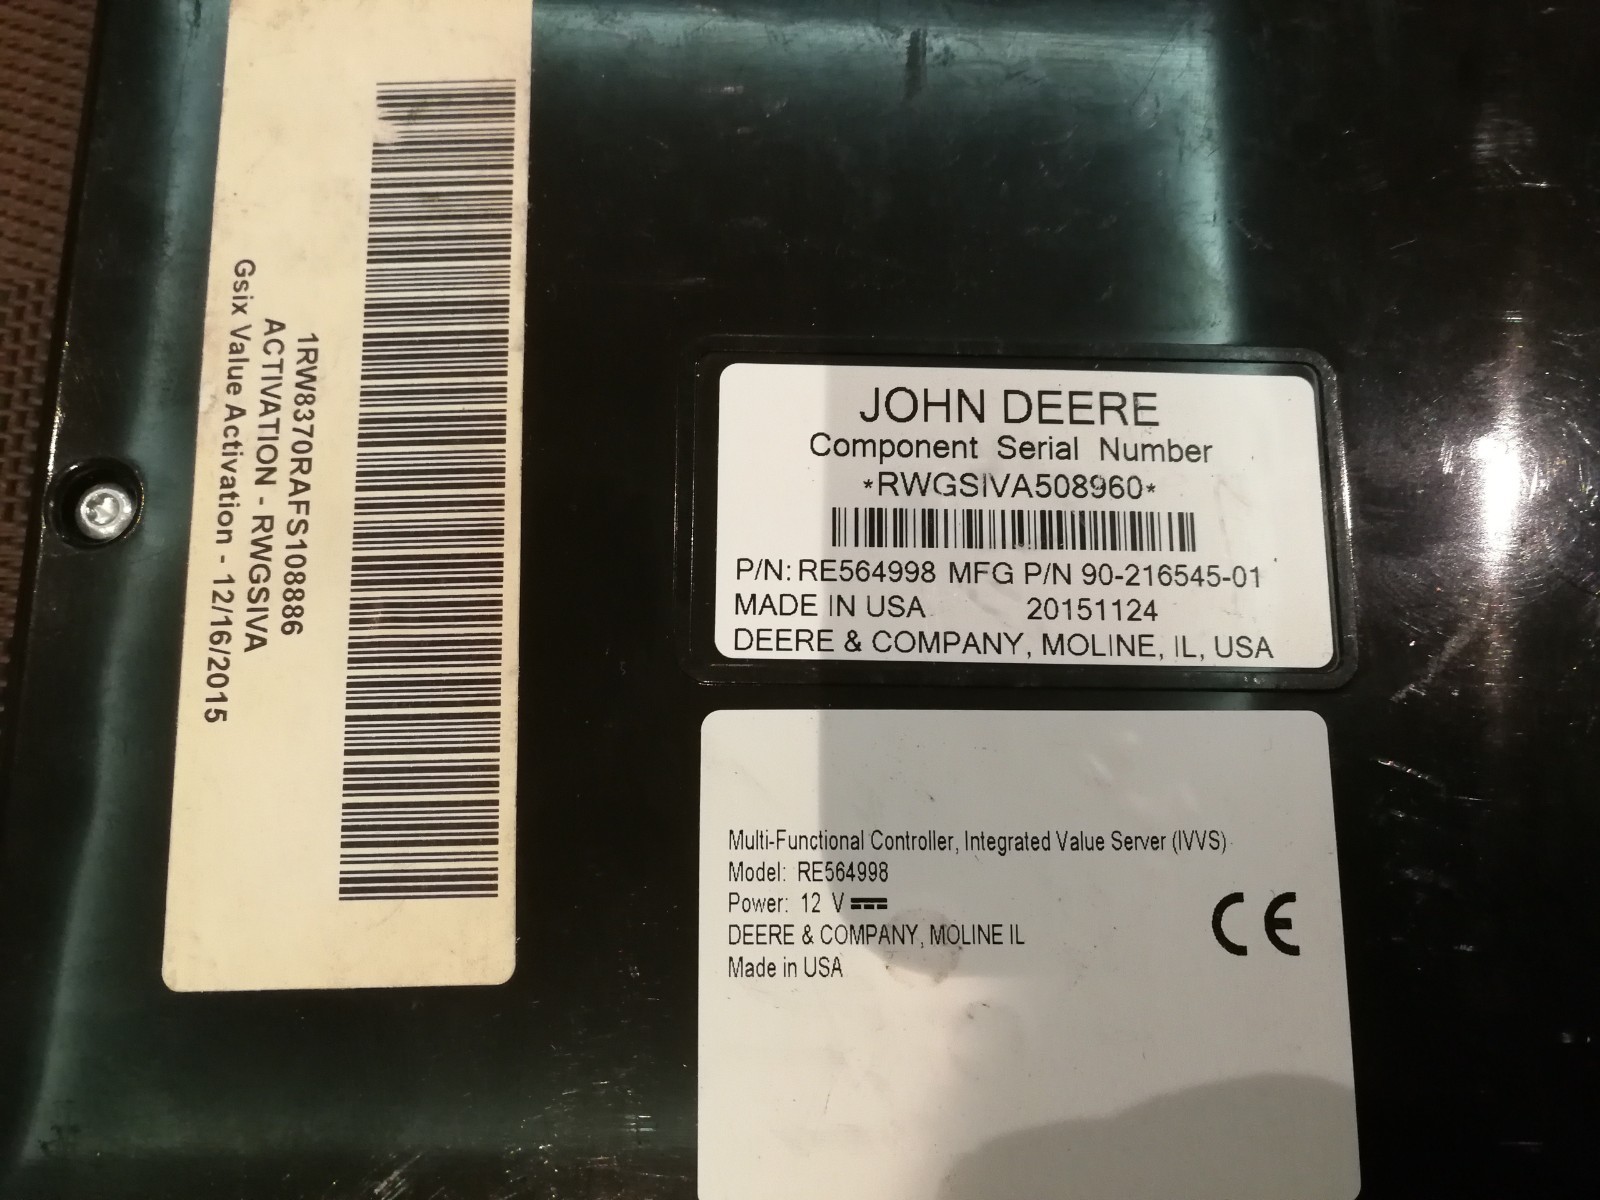 1RW8370RAFS108886
ACTIVATION - RWGSIVA
Gsix Value Activation - 12/16/2015
JOHN DEERE
Component Serial Number
*RWGSIVA508960*
P/N: RE564998 MFG P/N 90-216545-01
MADE IN USA 20151124
DEERE & COMPANY, MOLINE, IL, USA
Multi-Functional Controller, Integrated Value Server (IVVS)
Model: RE564998
Power: 12 V
DEERE & COMPANY, MOLINE IL
Made in USA
CE